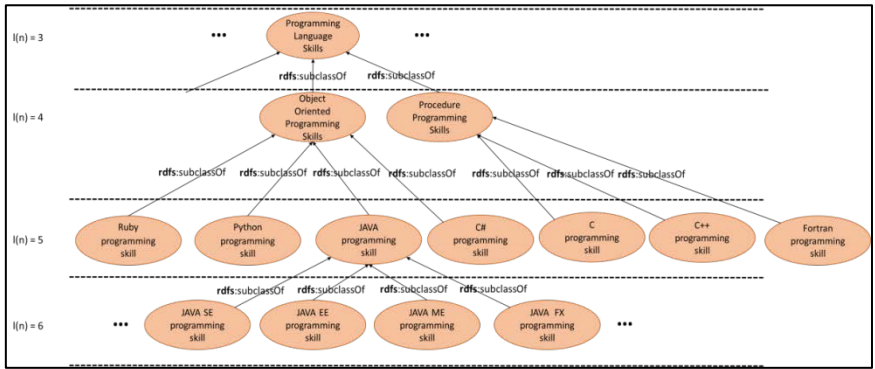 l(n) = 3
•••
Programming
Language
Skills
•••
rdfs:subclassOf
rdfs:subclassOf
l(n) = 4
Object
Oriented
Programming
Skills
Procedure
Programming
Skills
rdfs:subclassOf
rdfs:subclassOf
rdfs:subclassOf
rdfs:subclassOf
rdfs:subclassOf
rdfs:subclassOf
rdfs:subclassOf
l(n) = 5
Ruby
programming
skill
Python
programming
skill
JAVA
programming
skill
C#
programming
skill
C
programming
skill
C++
programming
skill
Fortran
programming
skill
rdfs:subclassOf
rdfs:subclassOf
rdfs:subclassOf
rdfs:subclassOf
l(n) = 6
•••
JAVA SE
programming
skill
JAVA EE
programming
skill
JAVA ME
programming
skill
JAVA FX
programming
skill
•••